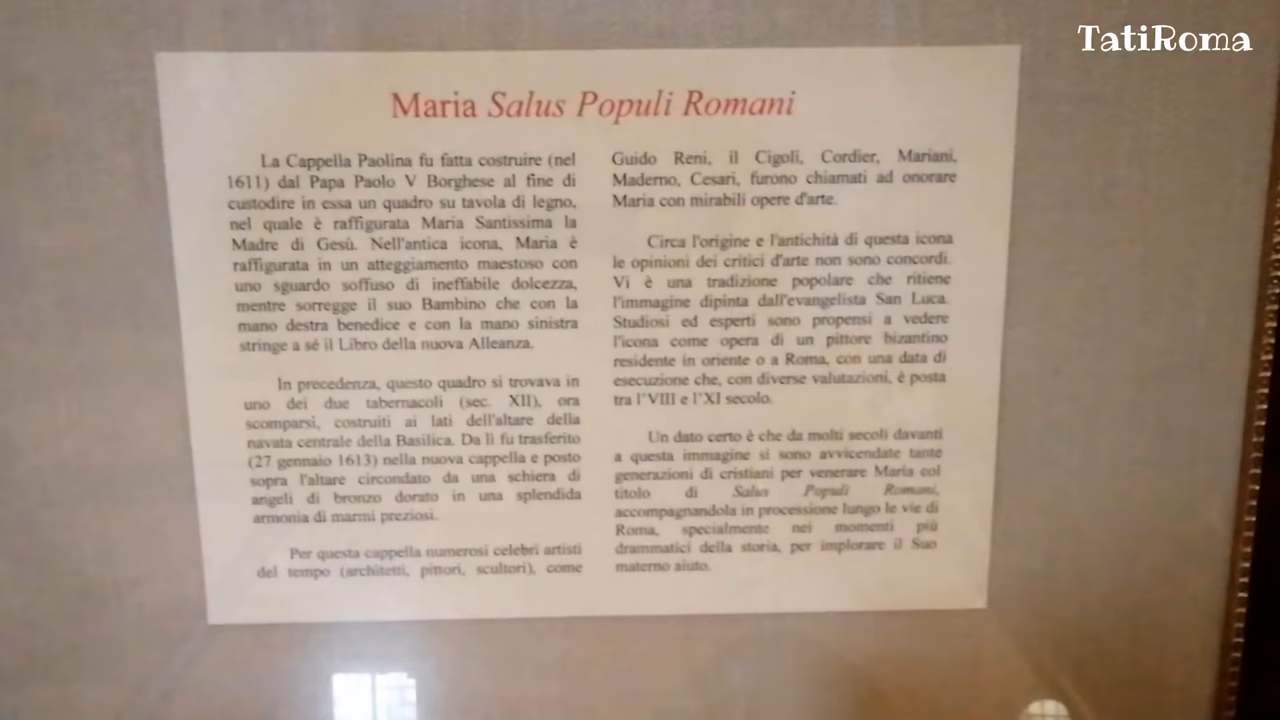 TatiRoma
Maria Salus Populi Romani
La Cappella Paolina fu fatta costruire (nel
1611) dal Papa Paolo V Borghese al fine di
custodire in essa un quadro su tavola di legno,
nel quale è raffigurata Maria Santissima la
Madre di Gesù. Nell'antica icona, Maria è
raffigurata in un atteggiamento maestoso con
uno sguardo soffuso di ineffabile dolcezza,
mentre sorregge il suo Bambino che con la
mano destra benedice e con la mano sinistra
stringe a sé il Libro della nuova Alleanza.
In precedenza, questo quadro si trovava in
uno dei due tabernacoli (sec. XII), ora
scomparsi, costruiti ai lati dell'altare della
navata centrale della Basilica. Da lì fu trasferito
(27 gennaio 1613) nella nuova cappella e posto
sopra l'altare circondato da una schiera di
angeli di bronzo dorato in una splendida
armonia di marmi preziosi.
Per questa cappella numerosi celebri artisti
del tempo (architetti, pittori, scultori), come
Guido Reni, il Cigoli, Cordier, Mariani,
Maderno, Cesari, furono chiamati ad onorare
Maria con mirabili opere d'arte.
Circa l'origine e l'antichità di questa icona
le opinioni dei critici d'arte non sono concordi.
Vi è una tradizione popolare che ritiene
l'immagine dipinta dall'evangelista San Luca.
Studiosi ed esperti sono propensi a vedere
l'icona come opera di un pittore bizantino
residente in oriente o a Roma, con una data di
esecuzione che, con diverse valutazioni, è posta
tra l'VIII e l'XI secolo.
Un dato certo è che da molti secoli davanti
a questa immagine si sono avvicendate tante
generazioni di cristiani per venerare Maria col
titolo di Salus Populi Romani,
accompagnandola in processione lungo le vie di
Roma, specialmente nei momenti più
drammatici della storia, per implorare il Suo
materno aiuto.